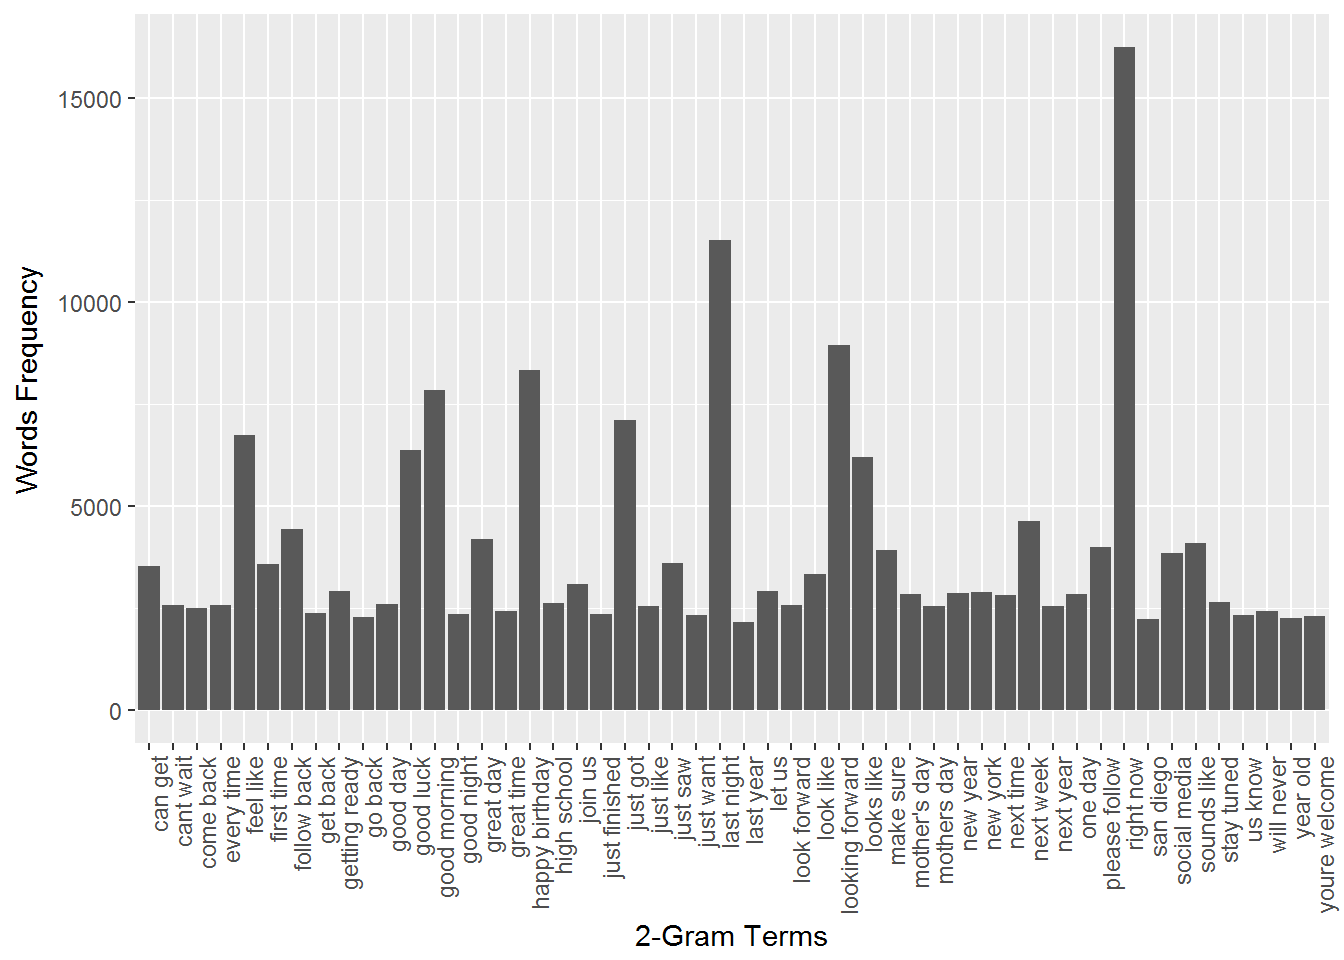 15000
10000
5000
0
Words Frequency
can get
cant wait
come back
every time
feel like
first time
follow back
get back
getting ready
go back
good day
good luck
good morning
good night
great day
great time
happy birthday
high school
join us
just finished
just got
just like
just saw
just want
last night
last year
let us
look forward
look like
looking forward
looks like
make sure
mother's day
mothers day
new year
new york
next time
next week
next year
one day
please follow
right now
san diego
social media
sounds like
stay tuned
us know
will never
year old
youre welcome
2-Gram Terms